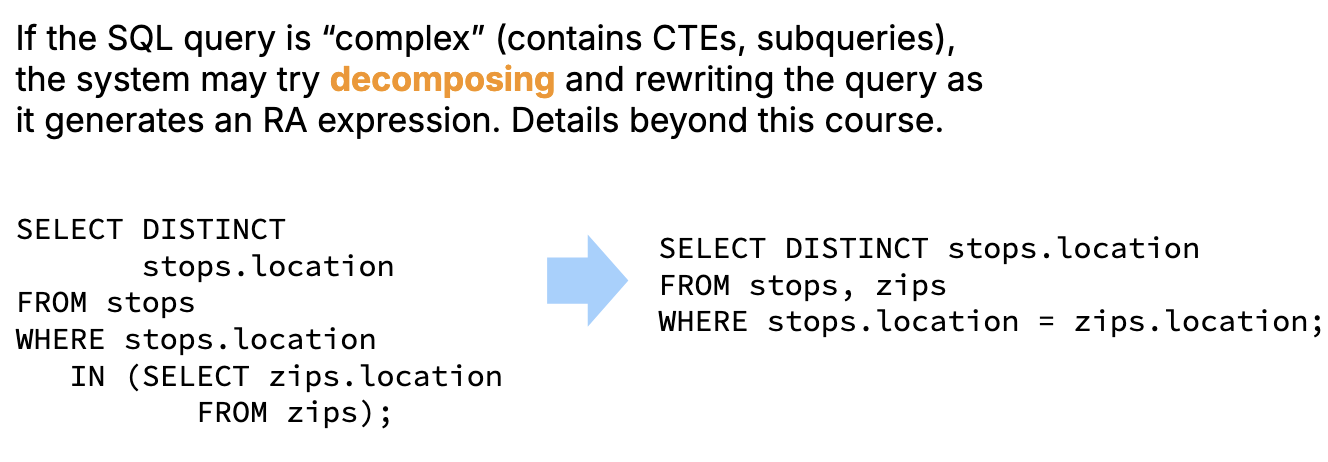 If the SQL query is “complex” (contains CTEs, subqueries),
the system may try decomposing and rewriting the query as
it generates an RA expression. Details beyond this course.
SELECT DISTINCT
       stops.location
FROM stops
WHERE stops.location
   IN (SELECT zips.location
          FROM zips);
SELECT DISTINCT stops.location
FROM stops, zips
WHERE stops.location = zips.location;